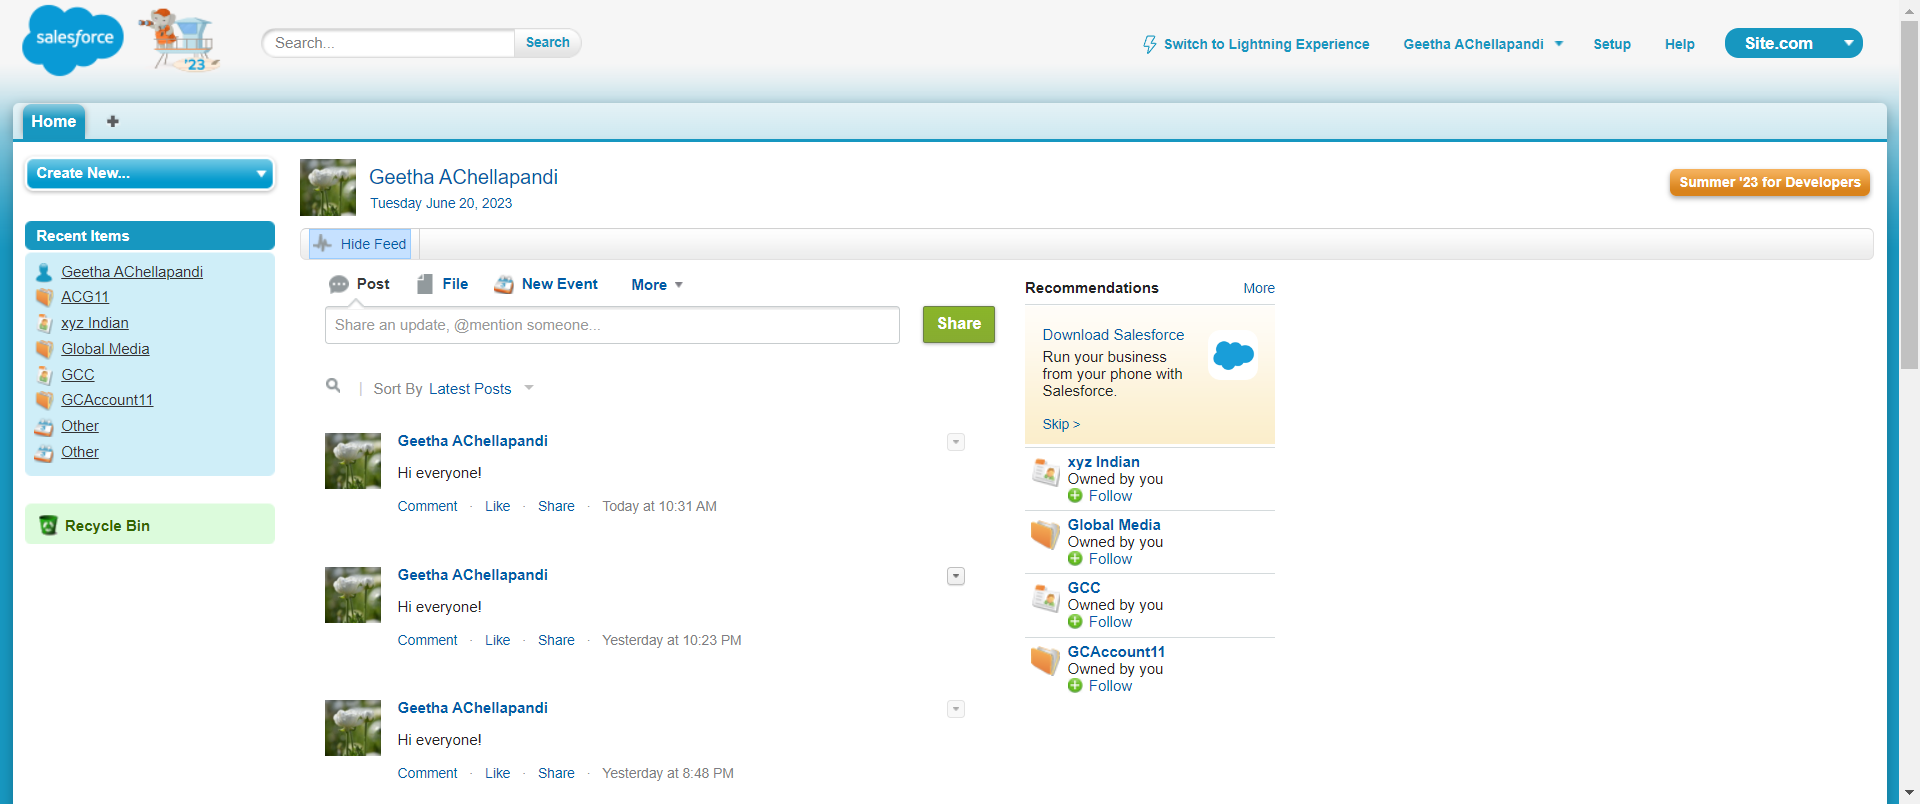 salesforce
'23
Search...
Search
Switch to Lightning Experience
Geetha AChellapandi
Setup
Help
Site.com
Home
Create New...
Recent Items
Geetha AChellapandi
ACG11
xyz Indian
Global Media
GCC
GCAccount11
Other
Other
Recycle Bin
Geetha AChellapandi
Tuesday June 20, 2023
Summer '23 for Developers
Hide Feed
Post
File
New Event
More
Share an update, @mention someone...
Share
| Sort By Latest Posts
Geetha AChellapandi
Hi everyone!
Comment · Like · Share · Today at 10:31 AM
Geetha AChellapandi
Hi everyone!
Comment · Like · Share · Yesterday at 10:23 PM
Geetha AChellapandi
Hi everyone!
Comment · Like · Share · Yesterday at 8:48 PM
Recommendations
More
Download Salesforce
Run your business
from your phone with
Salesforce.
Skip >
xyz Indian
Owned by you
Follow
Global Media
Owned by you
Follow
GCC
Owned by you
Follow
GCAccount11
Owned by you
Follow